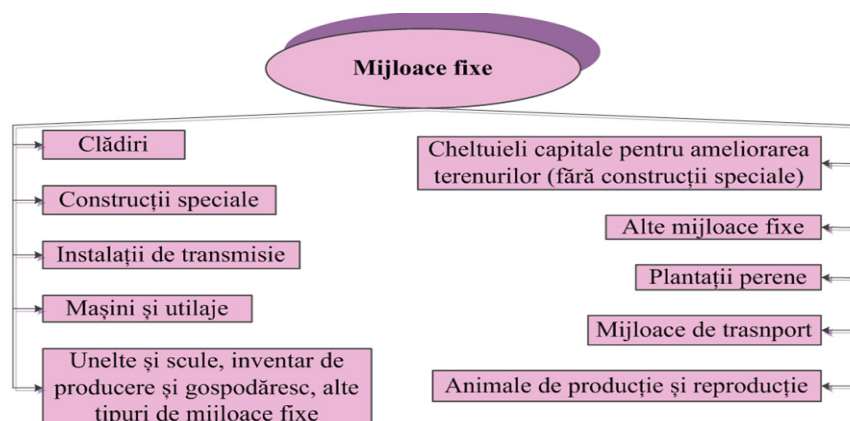 Mijloace fixe
Clădiri
Construcții speciale
Instalații de transmisie
Mașini și utilaje
Unelte și scule, inventar de
producere și gospodăresc, alte
tipuri de mijloace fixe
Cheltuieli capitale pentru ameliorarea
terenurilor (fără construcții speciale)
Alte mijloace fixe
Plantații perene
Mijloace de trasnport
Animale de producție și reproducție